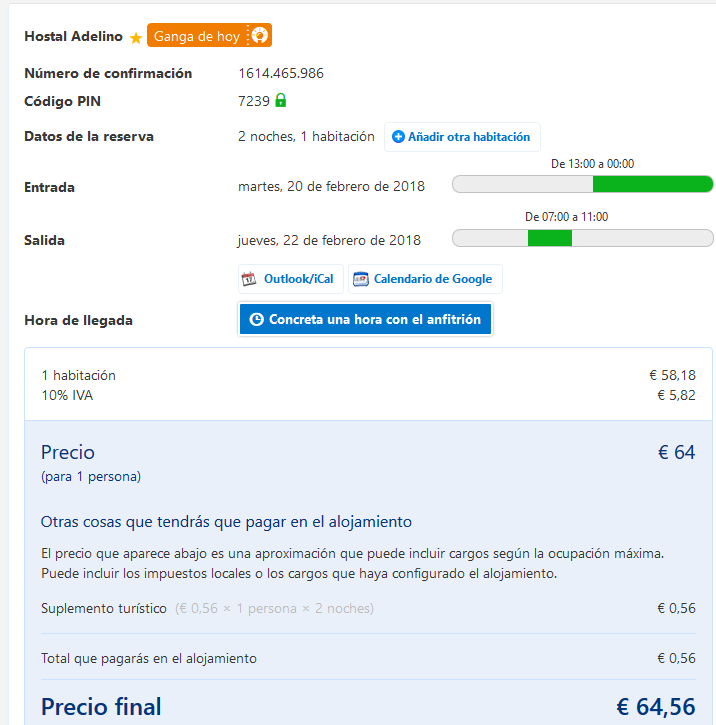 Hostal Adelino Ganga de hoy
Número de confirmación 1614.465.986
Código PIN 7239
Datos de la reserva 2 noches, 1 habitación Añadir otra habitación
De 13:00 a 00:00
Entrada martes, 20 de febrero de 2018
De 07:00 a 11:00
Salida jueves, 22 de febrero de 2018
17 Outlook/iCal Calendario de Google
Hora de llegada Concreta una hora con el anfitrión
1 habitación € 58,18
10% IVA € 5,82
Precio € 64
(para 1 persona)
Otras cosas que tendrás que pagar en el alojamiento
El precio que aparece abajo es una aproximación que puede incluir cargos según la ocupación máxima.
Puede incluir los impuestos locales o los cargos que haya configurado el alojamiento.
Suplemento turístico (€ 0,56 × 1 persona × 2 noches) € 0,56
Total que pagarás en el alojamiento € 0,56
Precio final € 64,56